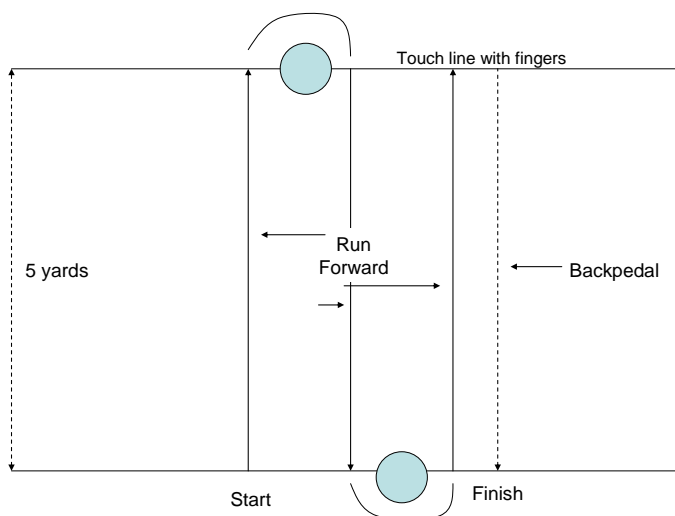 Touch line with fingers
Run
Forward
5 yards
Backpedal
Start
Finish